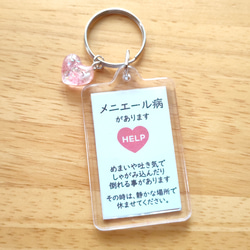 メニエール病
があります
HELP
めまいや吐き気で
しゃがみ込んだり
倒れる事があります
その時は、静かな場所で
休ませてください。